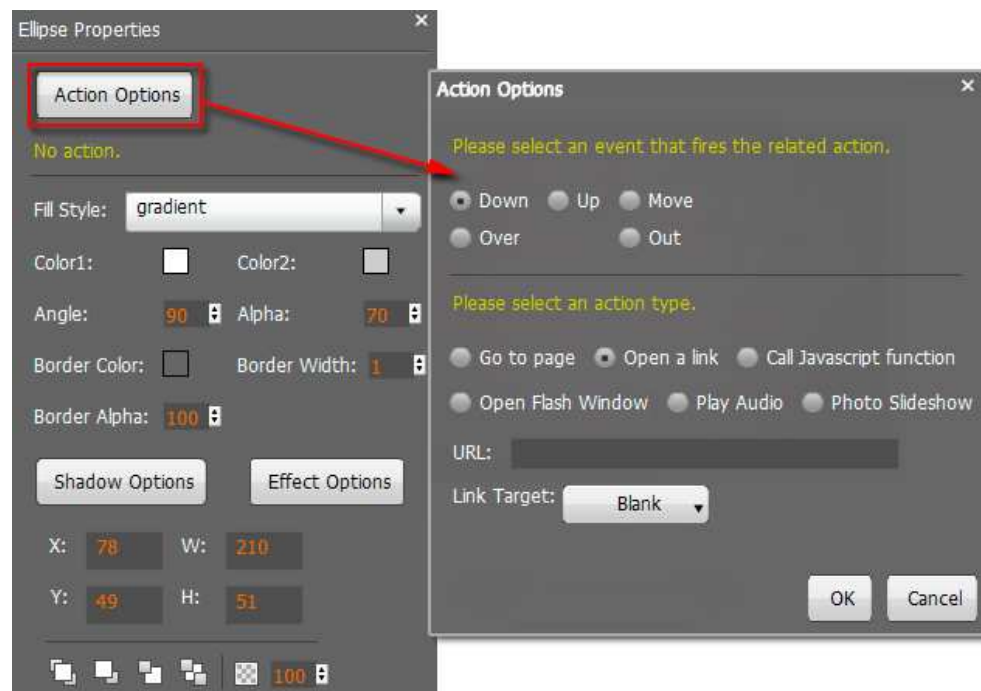 Ellipse Properties
Action Options
No action.
Fill Style: gradient
Color1: Color2:
Angle: 90 Alpha: 70
Border Color: Border Width: 1
Border Alpha: 100
Shadow Options Effect Options
X: 78 W: 210
Y: 49 H: 51
100
Action Options
Please select an event that fires the related action.
Down Up Move
Over Out
Please select an action type.
Go to page Open a link Call Javascript function
Open Flash Window Play Audio Photo Slideshow
URL:
Link Target: Blank
OK Cancel